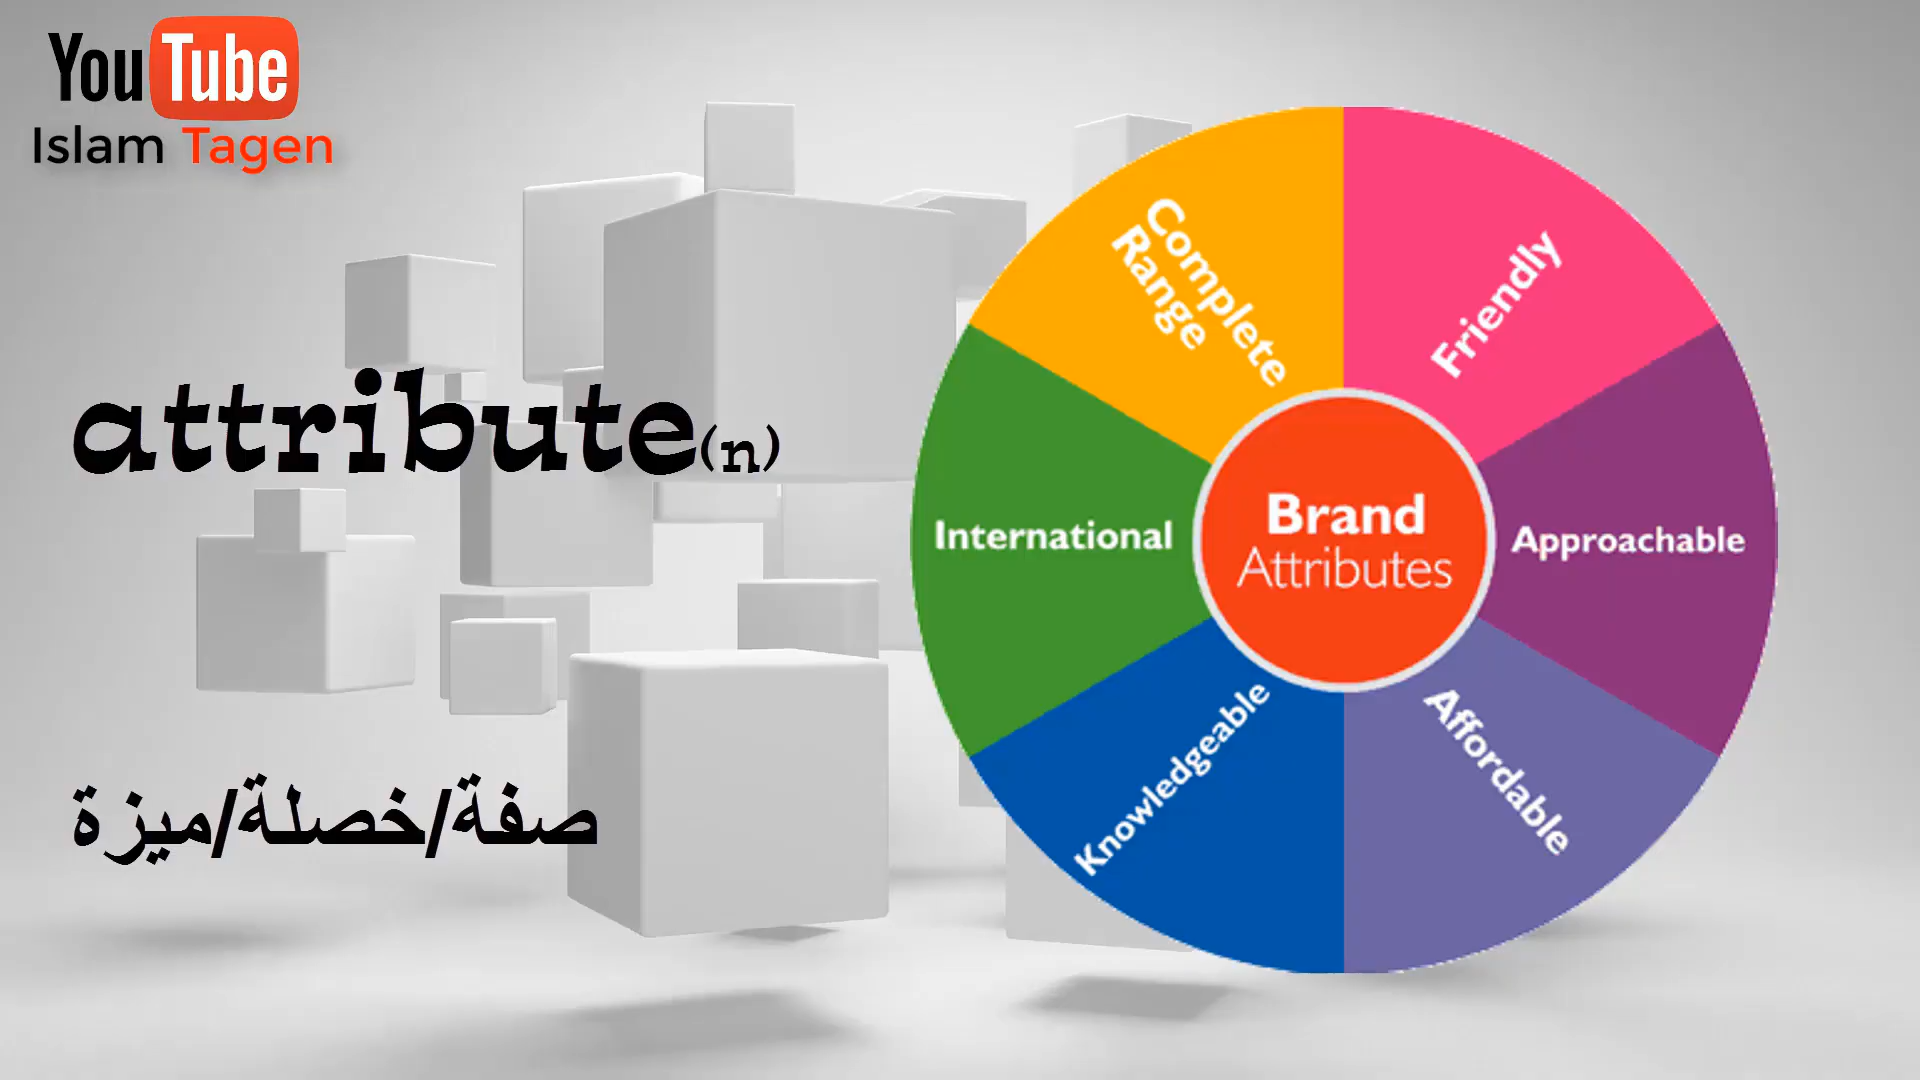 YouTube
Islam Tagen
attribute(n)
صفة/خصلة/ميزة
Complete
Range
Friendly
International
Brand
Attributes
Approachable
Knowledgeable
Affordable